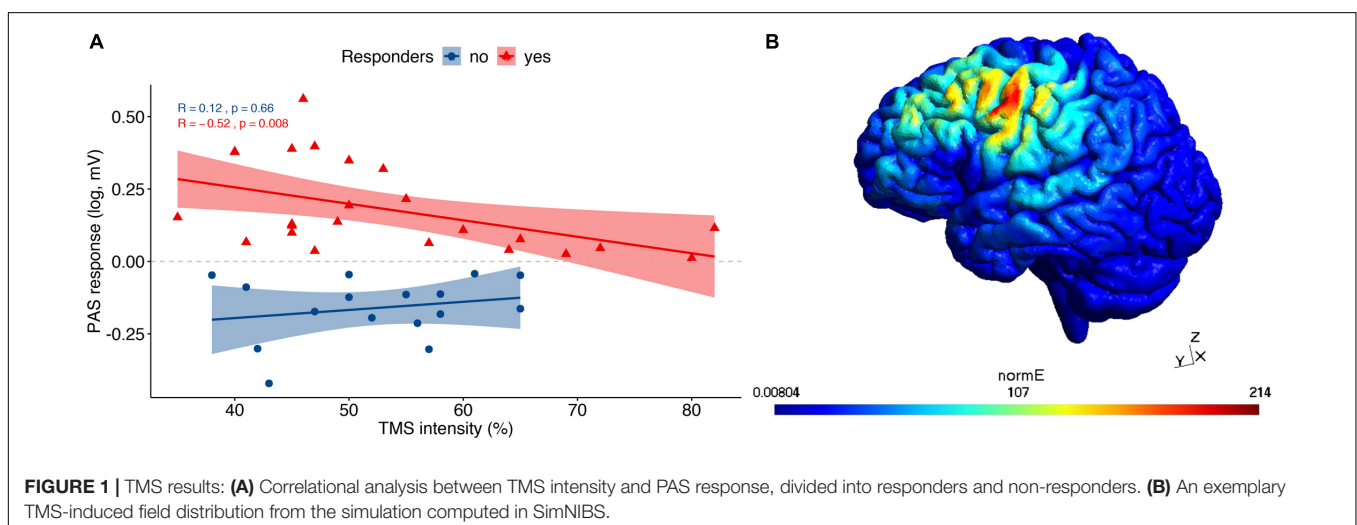 A
Responders no yes
R = 0.12 , p = 0.66
R = −0.52 , p = 0.008
0.50
0.25
0.00
-0.25
PAS response (log, mV)
40 50 60 70 80
TMS intensity (%)
B
Z
Y X
normE
0.00804 107 214
FIGURE 1 | TMS results: (A) Correlational analysis between TMS intensity and PAS response, divided into responders and non-responders. (B) An exemplary
TMS-induced field distribution from the simulation computed in SimNIBS.